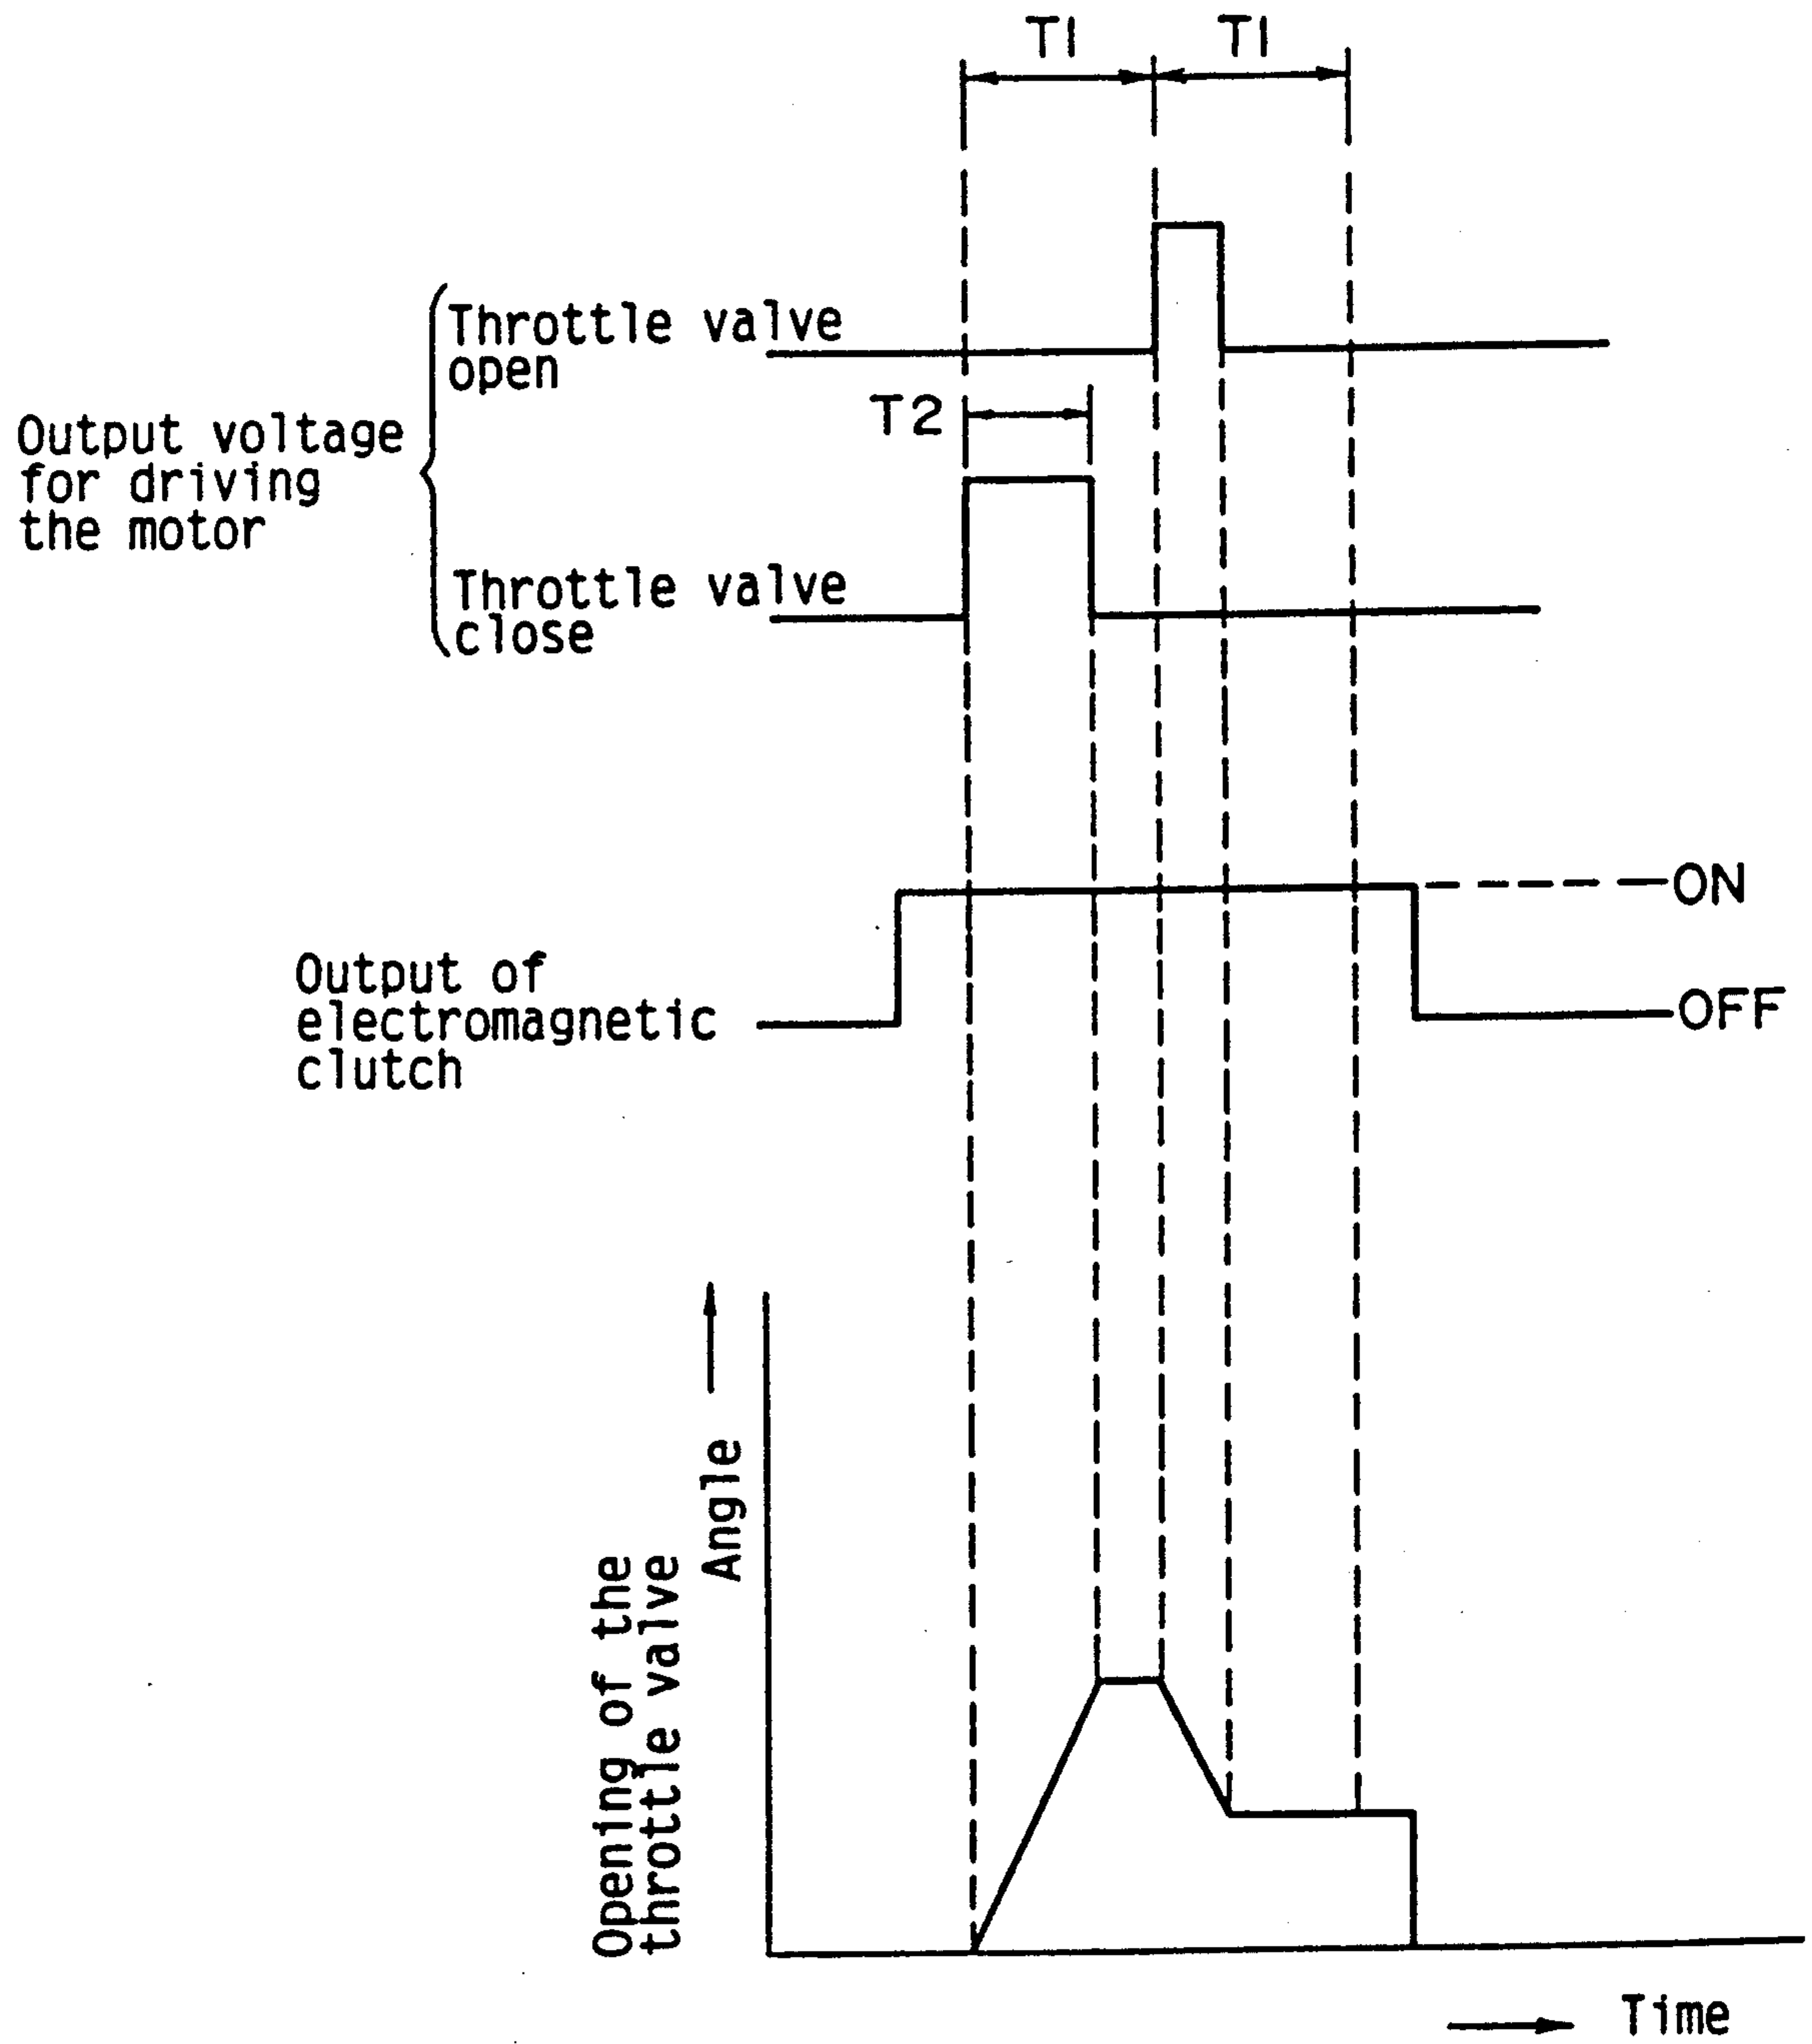 T1
T1
Throttle valve
open
T2
Output voltage
for driving
the motor
Throttle valve
close
ON
Output of
electromagnetic
clutch
OFF
Angle
Opening of the
throttle valve
Time